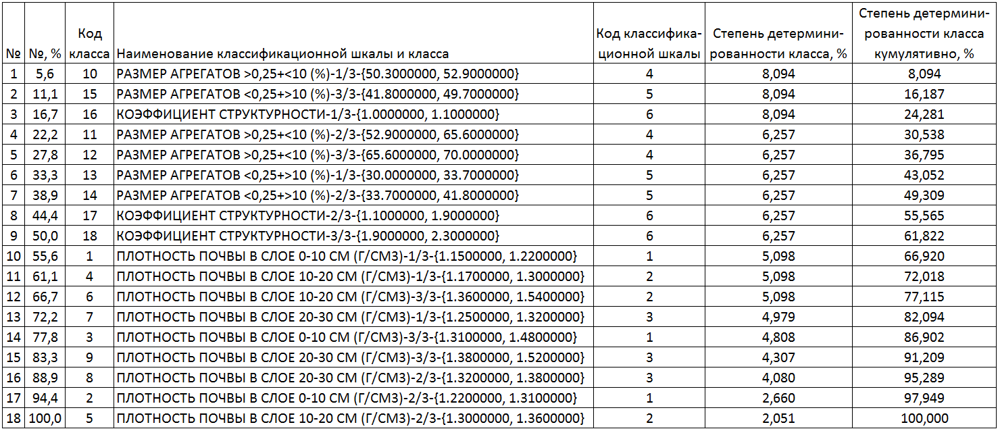 № №, % Код класса Наименование классификационной шкалы и класса Код классифика-ционной шкалы Степень детермини-рованности класса, % Степень детермини-рованности класса кумулятивно, %
1 5,6 10 РАЗМЕР АГРЕГАТОВ >0,25+<10 (%)-1/3-{50.3000000, 52.9000000} 4 8,094 8,094
2 11,1 15 РАЗМЕР АГРЕГАТОВ <0,25+>10 (%)-3/3-{41.8000000, 49.7000000} 5 8,094 16,187
3 16,7 16 КОЭФФИЦИЕНТ СТРУКТУРНОСТИ-1/3-{1.0000000, 1.1000000} 6 8,094 24,281
4 22,2 11 РАЗМЕР АГРЕГАТОВ >0,25+<10 (%)-2/3-{52.9000000, 65.6000000} 4 6,257 30,538
5 27,8 12 РАЗМЕР АГРЕГАТОВ >0,25+<10 (%)-3/3-{65.6000000, 70.0000000} 4 6,257 36,795
6 33,3 13 РАЗМЕР АГРЕГАТОВ <0,25+>10 (%)-1/3-{30.0000000, 33.7000000} 5 6,257 43,052
7 38,9 14 РАЗМЕР АГРЕГАТОВ <0,25+>10 (%)-2/3-{33.7000000, 41.8000000} 5 6,257 49,309
8 44,4 17 КОЭФФИЦИЕНТ СТРУКТУРНОСТИ-2/3-{1.1000000, 1.9000000} 6 6,257 55,565
9 50,0 18 КОЭФФИЦИЕНТ СТРУКТУРНОСТИ-3/3-{1.9000000, 2.3000000} 6 6,257 61,822
10 55,6 1 ПЛОТНОСТЬ ПОЧВЫ В СЛОЕ 0-10 СМ (Г/СМ3)-1/3-{1.1500000, 1.2200000} 1 5,098 66,920
11 61,1 4 ПЛОТНОСТЬ ПОЧВЫ В СЛОЕ 10-20 СМ (Г/СМ3)-1/3-{1.1700000, 1.3000000} 2 5,098 72,018
12 66,7 6 ПЛОТНОСТЬ ПОЧВЫ В СЛОЕ 10-20 СМ (Г/СМ3)-3/3-{1.3600000, 1.5400000} 2 5,098 77,115
13 72,2 7 ПЛОТНОСТЬ ПОЧВЫ В СЛОЕ 20-30 СМ (Г/СМ3)-1/3-{1.2500000, 1.3200000} 3 4,979 82,094
14 77,8 3 ПЛОТНОСТЬ ПОЧВЫ В СЛОЕ 0-10 СМ (Г/СМ3)-3/3-{1.3100000, 1.4800000} 1 4,808 86,902
15 83,3 9 ПЛОТНОСТЬ ПОЧВЫ В СЛОЕ 20-30 СМ (Г/СМ3)-3/3-{1.3800000, 1.5200000} 3 4,307 91,209
16 88,9 8 ПЛОТНОСТЬ ПОЧВЫ В СЛОЕ 20-30 СМ (Г/СМ3)-2/3-{1.3200000, 1.3800000} 3 4,080 95,289
17 94,4 2 ПЛОТНОСТЬ ПОЧВЫ В СЛОЕ 0-10 СМ (Г/СМ3)-2/3-{1.2200000, 1.3100000} 1 2,660 97,949
18 100,0 5 ПЛОТНОСТЬ ПОЧВЫ В СЛОЕ 10-20 СМ (Г/СМ3)-2/3-{1.3000000, 1.3600000} 2 2,051 100,000